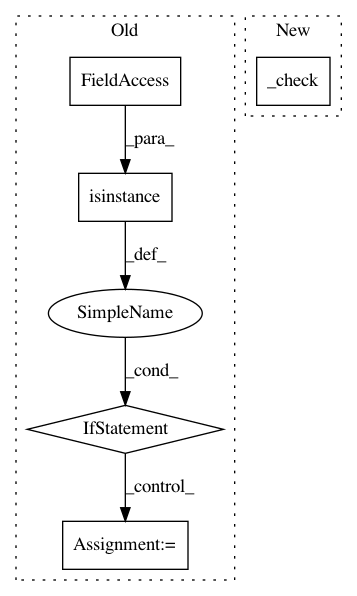 Old
New
FieldAccess
_check
_para_
isinstance
_def_
SimpleName
_cond_
IfStatement
_control_
Assignment:=